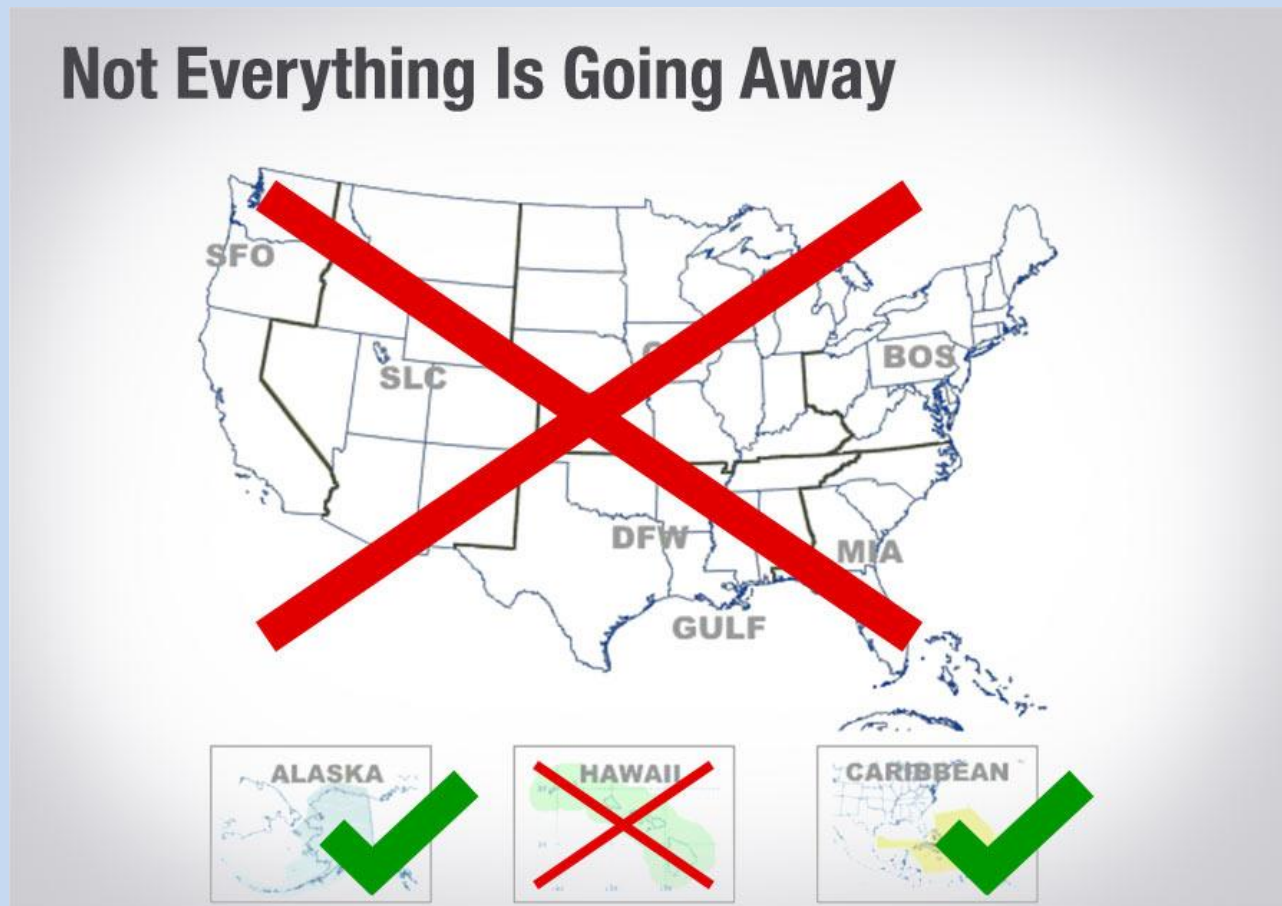 Not Everything Is Going Away
SFO
SLC
BOS
DFW
MIA
GULF
ALASKA
HAWAII
CARIBBEAN